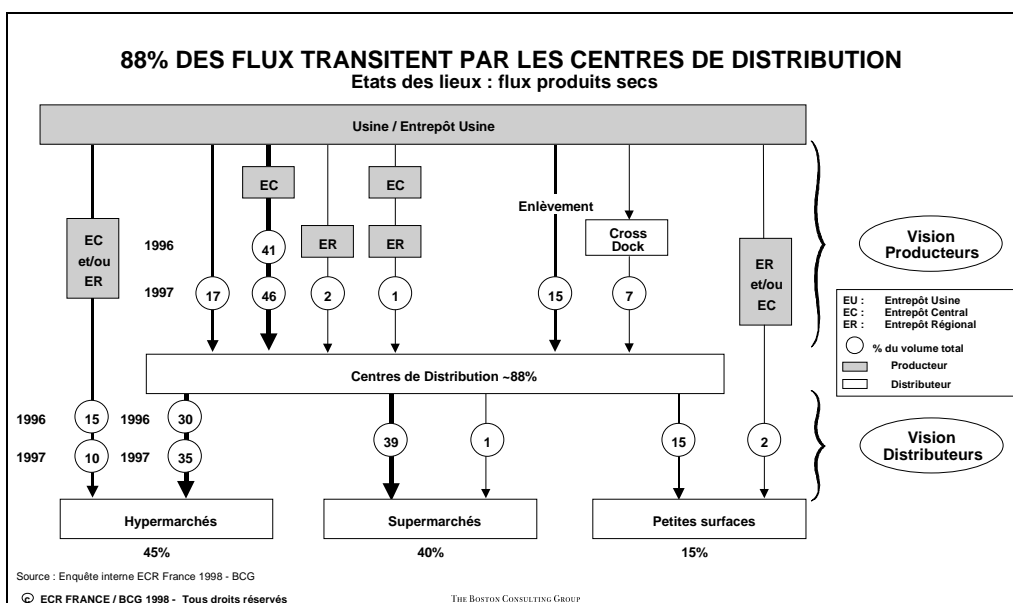 88% DES FLUX TRANSITENT PAR LES CENTRES DE DISTRIBUTION
Etats des lieux : flux produits secs
Usine / Entrepôt Usine
EC
et/ou
ER
EC
ER
EC
ER
Enlèvement
Cross
Dock
ER
et/ou
EC
1996
41
1997
17
46
2
1
15
7
Vision
Producteurs
EU : Entrepôt Usine
EC : Entrepôt Central
ER : Entrepôt Régional
% du volume total
Producteur
Distributeur
Centres de Distribution ~88%
1996 15 1996 30
1997 10 1997 35
39
1
15
2
Vision
Distributeurs
Hypermarchés
Supermarchés
Petites surfaces
45%
40%
15%
Source : Enquête interne ECR France 1998 - BCG
© ECR FRANCE / BCG 1998 - Tous droits réservés
THE BOSTON CONSULTING GROUP